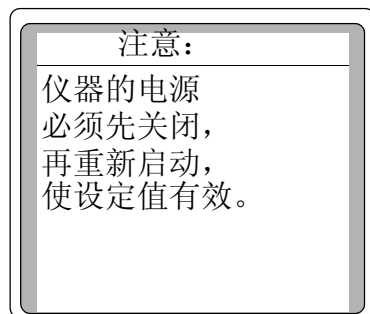 注意：
仪器的电源
必须先关闭，
再重新启动，
使设定值有效。